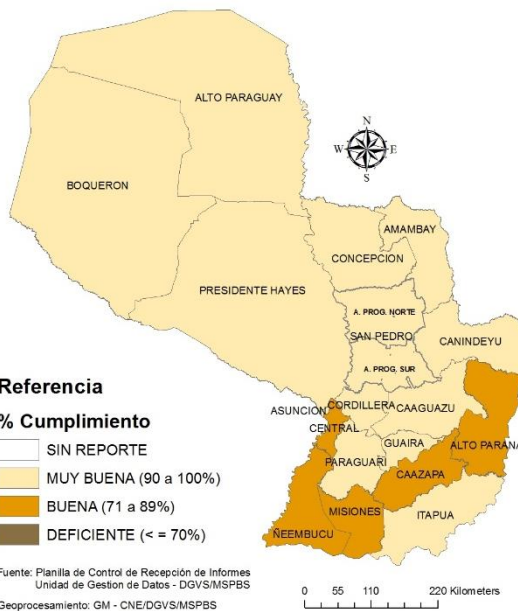 ALTO PARAGUAY
N
W E
S
BOQUERON
AMAMBAY
CONCEPCION
PRESIDENTE HAYES
A. PROG. NORTE
SAN PEDRO
CANINDEYU
A. PROG. SUR
Referencia
% Cumplimiento
SIN REPORTE
MUY BUENA (90 a 100%)
BUENA (71 a 89%)
DEFICIENTE (< = 70%)
ASUNCION
CORDILLERA
CAAGUAZU
CENTRAL
GUAIRA
ALTO PARANA
PARAGUARI
CAAZAPA
MISIONES
ITAPUA
ÑEEMBUCU
Fuente: Planilla de Control de Recepción de Informes
Unidad de Gestion de Datos - DGVS/MSPBS
Geoprocesamiento: GM - CNE/DGVS/MSPBS
0 55 110 220 Kilometers